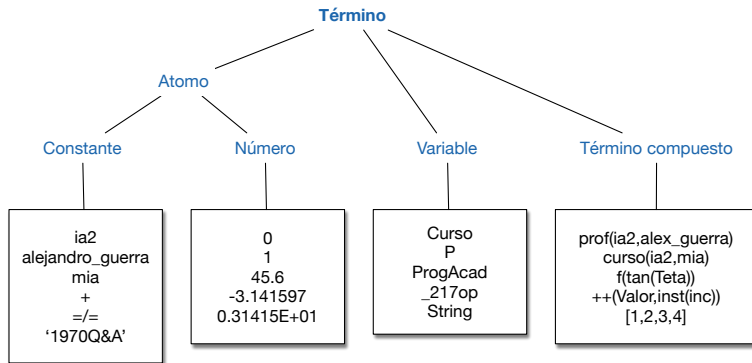 Término
Atomo
Constante
Número
Variable
Término compuesto
ia2
alejandro_guerra
mia
+
=/=
‘1970Q&A’
0
1
45.6
-3.141597
0.31415E+01
Curso
P
ProgAcad
_217op
String
prof(ia2,alex_guerra)
curso(ia2,mia)
f(tan(Teta))
++(Valor,inst(inc))
[1,2,3,4]